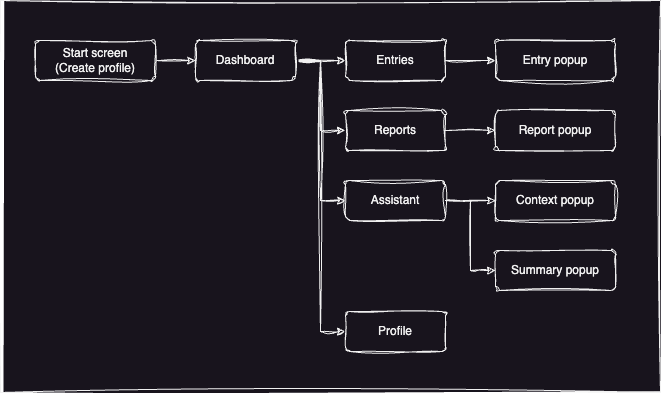 Start screen
(Create profile)
Dashboard
Entries
Entry popup
Reports
Report popup
Assistant
Context popup
Summary popup
Profile